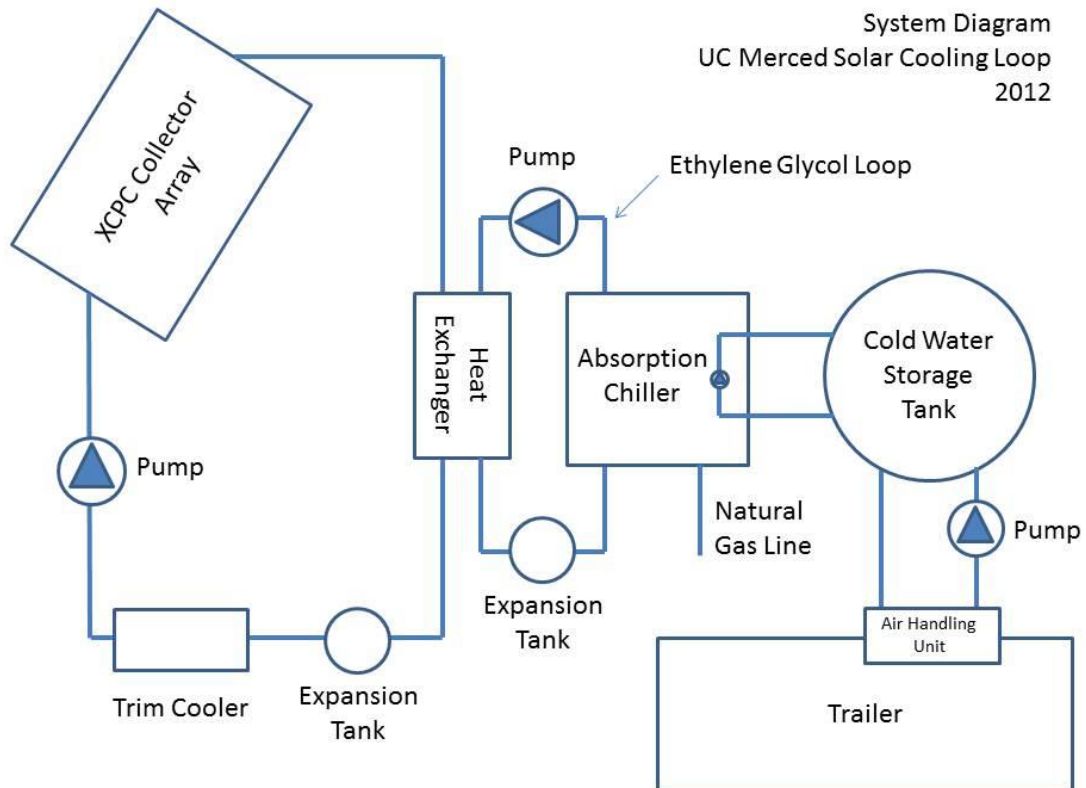 System Diagram
UC Merced Solar Cooling Loop
2012
XCPC Collector
Array
Pump
Ethylene Glycol Loop
Heat
Exchanger
Absorption
Chiller
Cold Water
Storage
Tank
Pump
Natural
Gas Line
Pump
Expansion
Tank
Air Handling
Unit
Trim Cooler
Expansion
Tank
Trailer